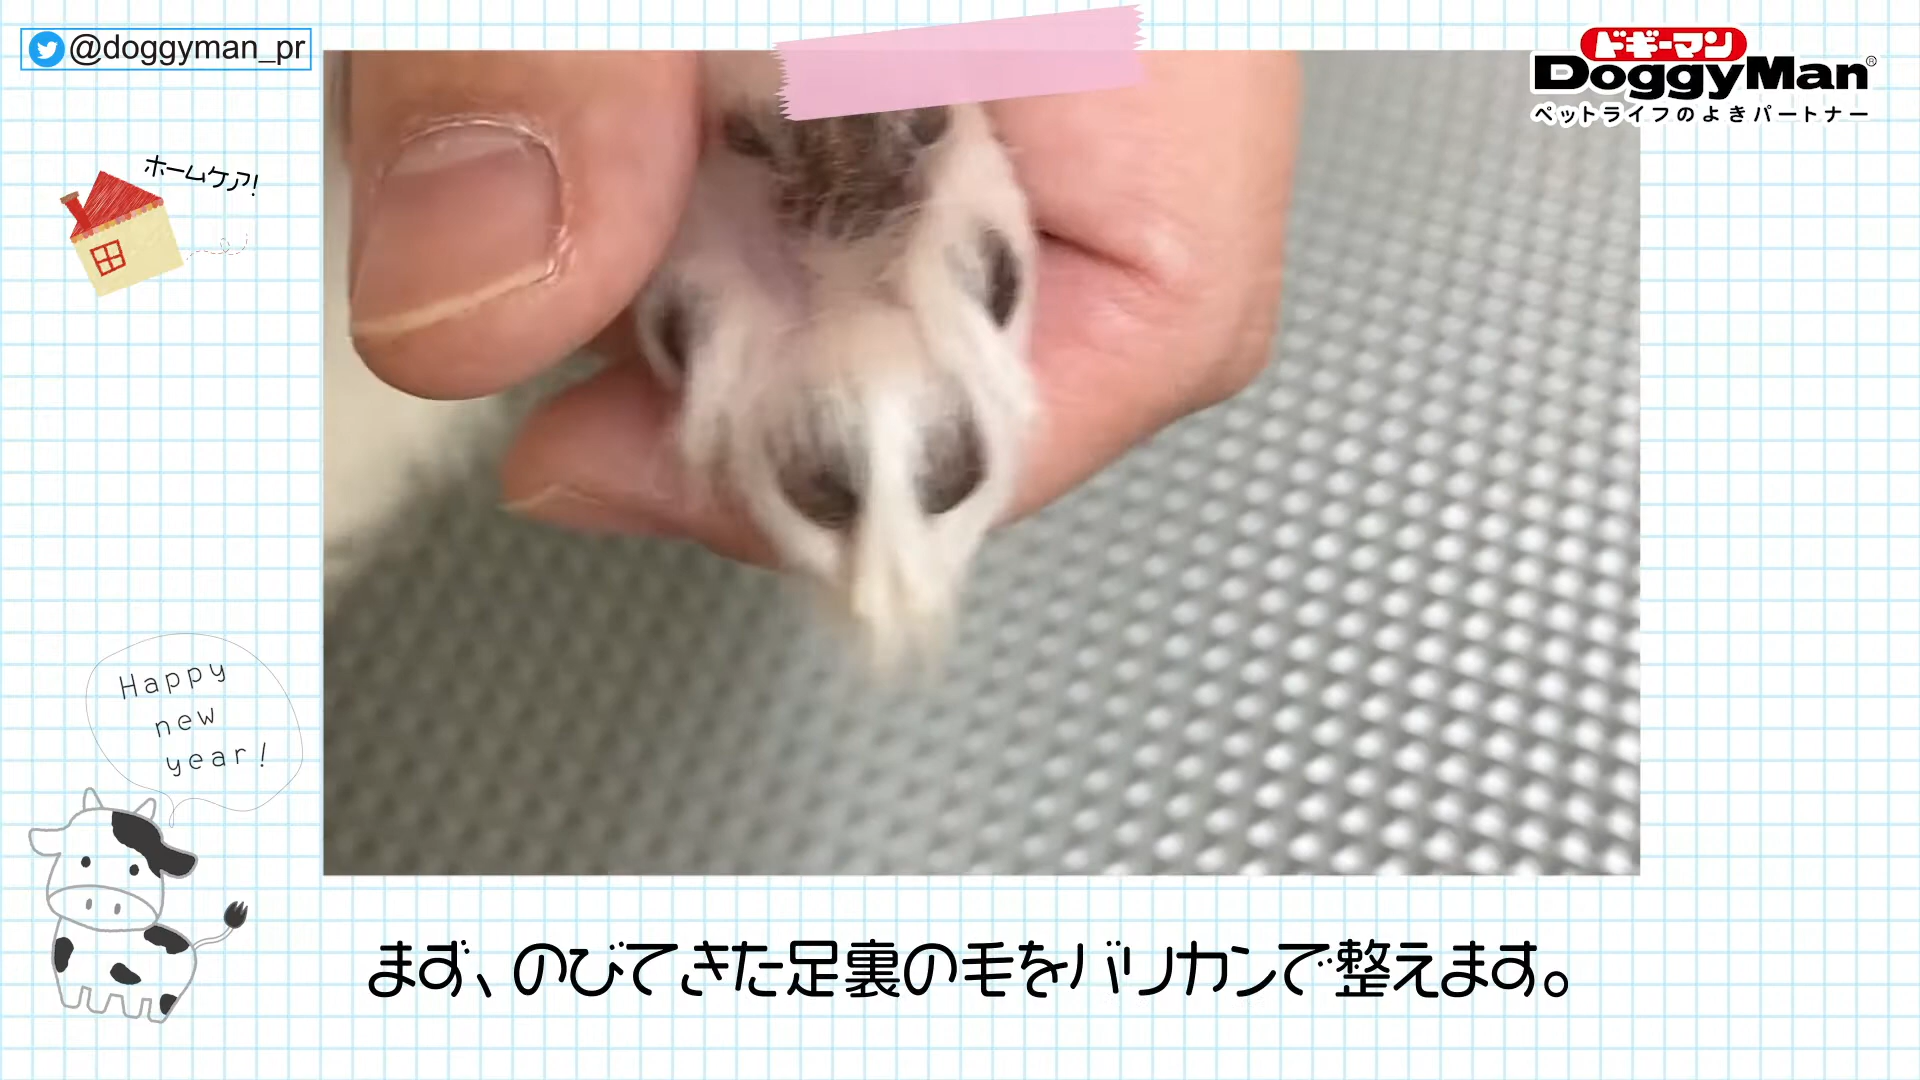 @doggyman_pr
ドギーマン
DoggyMan®
ペットライフのよきパートナー
ホームケア!
Happy
new
year!
まず、のびてきた足裏の毛をバリカンで整えます。